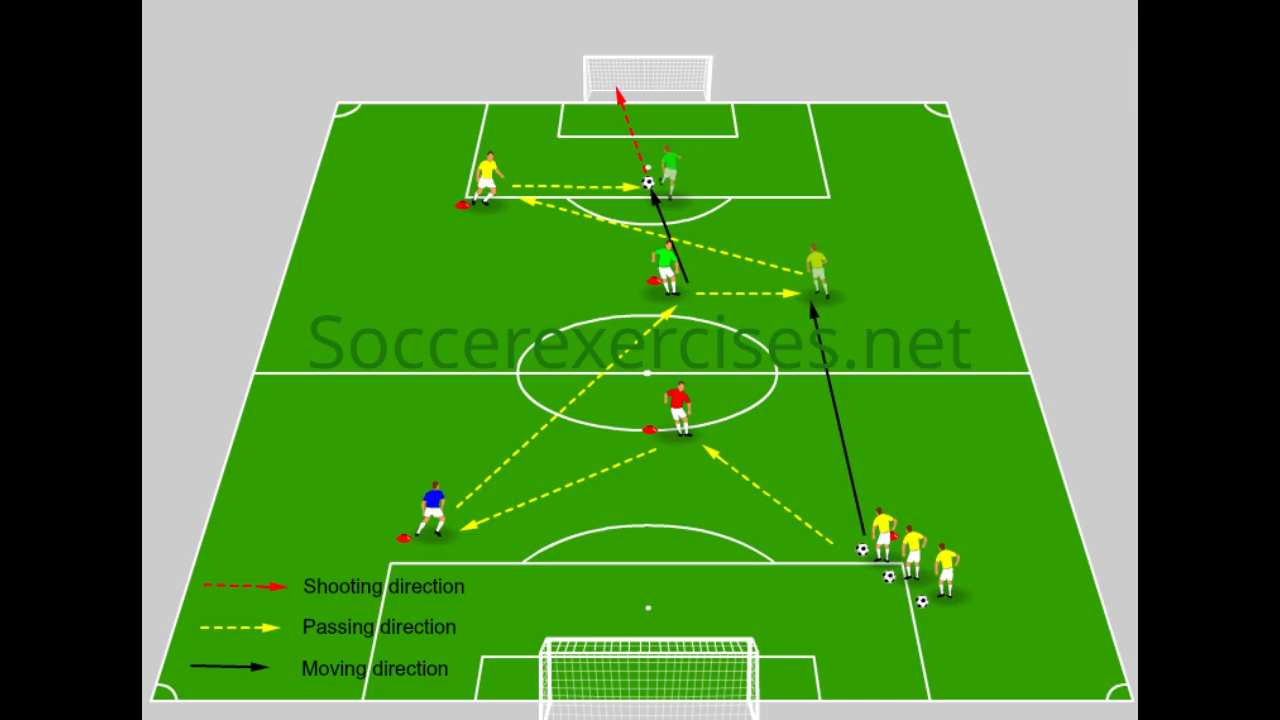 Soccerexercises.net
Shooting direction
Passing direction
Moving direction